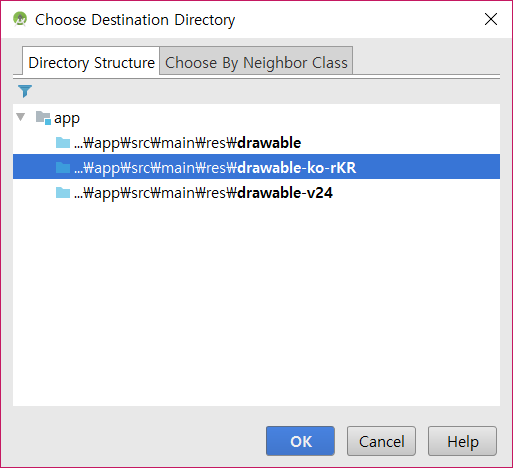 Choose Destination Directory
Directory Structure
Choose By Neighbor Class
app
...₩app₩src₩main₩res₩drawable
...₩app₩src₩main₩res₩drawable-ko-rKR
...₩app₩src₩main₩res₩drawable-v24
OK
Cancel
Help